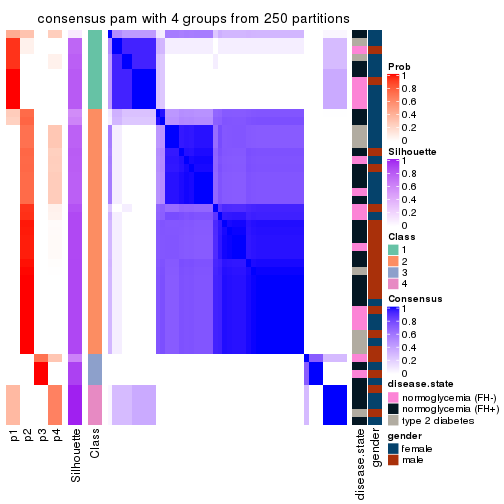 consensus pam with 4 groups from 250 partitions
Prob
1
0.8
0.6
0.4
0.2
0
Silhouette
1
0.8
0.6
0.4
0.2
0
Class
1
2
3
4
Consensus
1
0.8
0.6
0.4
0.2
0
disease.state
normoglycemia (FH-)
normoglycemia (FH+)
type 2 diabetes
gender
female
male
p1
p2
p3
p4
Silhouette
Class
disease.state
gender